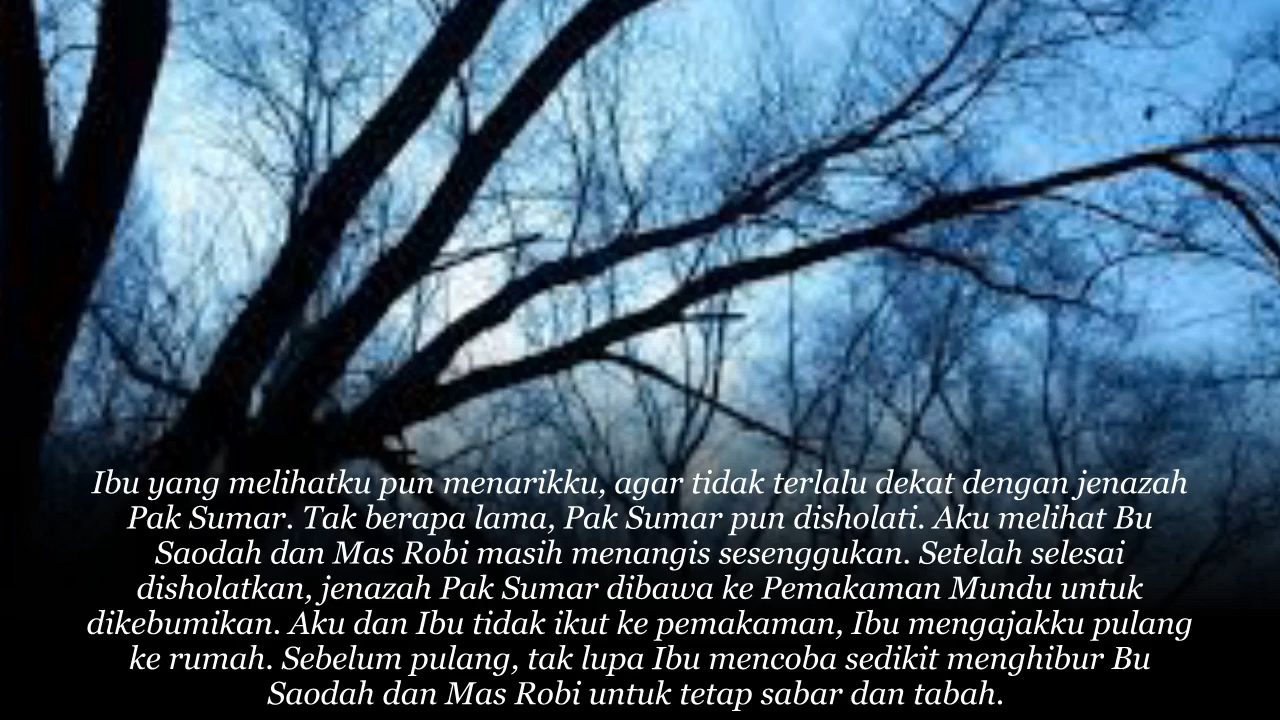 Ibu yang melihatku pun menarikku, agar tidak terlalu dekat dengan jenazah
Pak Sumar. Tak berapa lama, Pak Sumar pun disholati. Aku melihat Bu
Saodah dan Mas Robi masih menangis sesenggukan. Setelah selesai
disholatkan, jenazah Pak Sumar dibawa ke Pemakaman Mundu untuk
dikebumikan. Aku dan Ibu tidak ikut ke pemakaman, Ibu mengajakku pulang
ke rumah. Sebelum pulang, tak lupa Ibu mencoba sedikit menghibur Bu
Saodah dan Mas Robi untuk tetap sabar dan tabah.